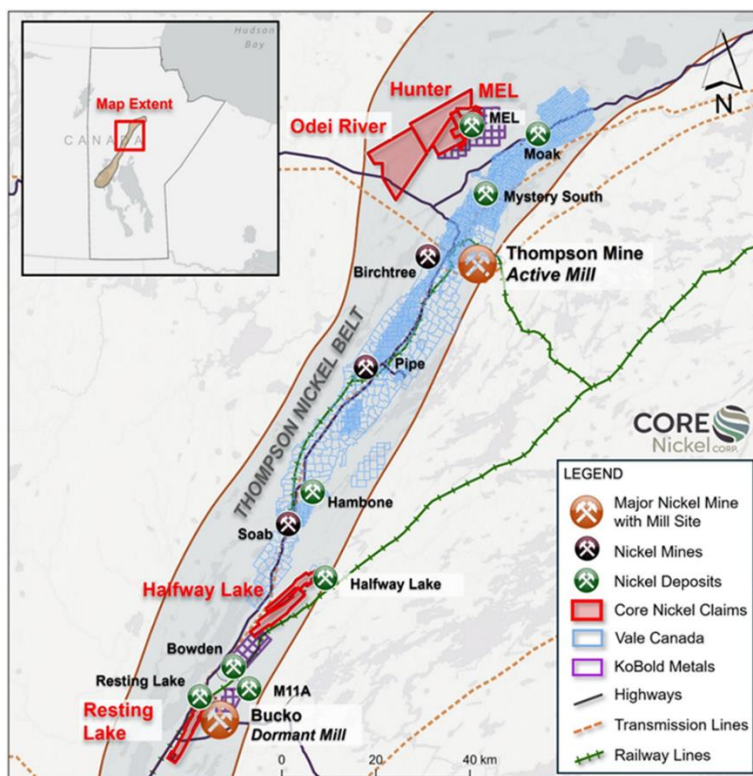 Hudson
Bay
Map Extent
CANADA
N
Hunter
MEL
Odei River
MEL
Moak
Mystery South
Birchtree
Thompson Mine
Active Mill
THOMPSON NICKEL BELT
Pipe
CORE
Nickel CORP.
Hambone
Soab
Halfway Lake
Halfway Lake
Bowden
Resting Lake
M11A
Resting
Lake
Bucko
Dormant Mill
0 20 40 km
LEGEND
Major Nickel Mine
with Mill Site
Nickel Mines
Nickel Deposits
Core Nickel Claims
Vale Canada
KoBold Metals
Highways
Transmission Lines
Railway Lines